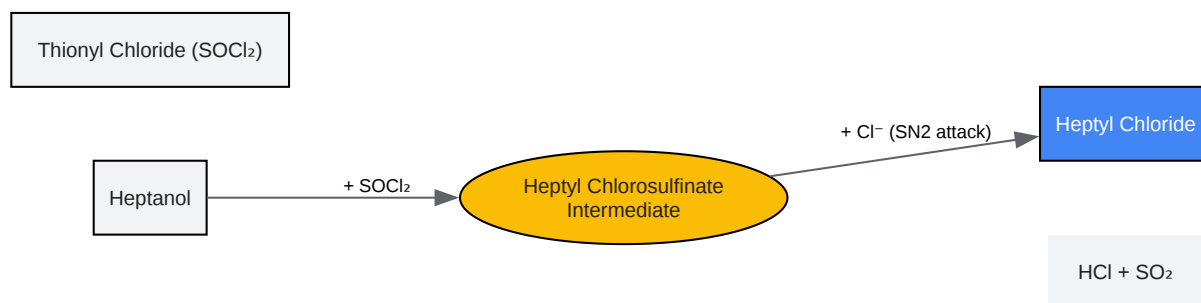 Thionyl Chloride (SOCl₂)
Heptanol
+ SOCl₂
Heptyl Chlorosulfinate
Intermediate
+ Cl⁻ (SN2 attack)
Heptyl Chloride
HCl + SO₂